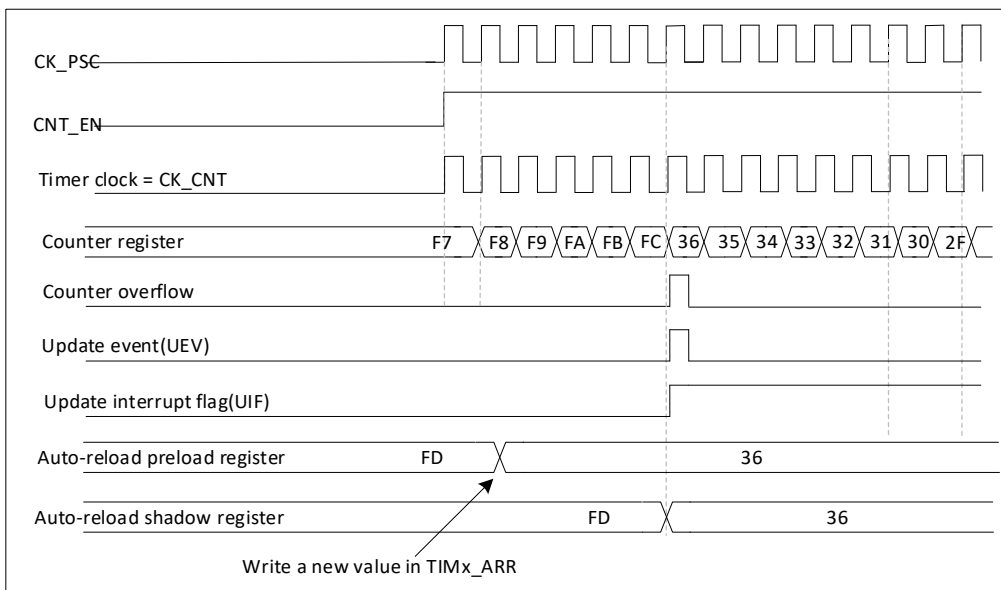 CK_PSC
CNT_EN
Timer clock = CK_CNT
Counter register F7 F8 F9 FA FB FC 36 35 34 33 32 31 30 2F
Counter overflow
Update event(UEV)
Update interrupt flag(UIF)
Auto-reload preload register FD 36
Auto-reload shadow register FD 36
Write a new value in TIMx_ARR